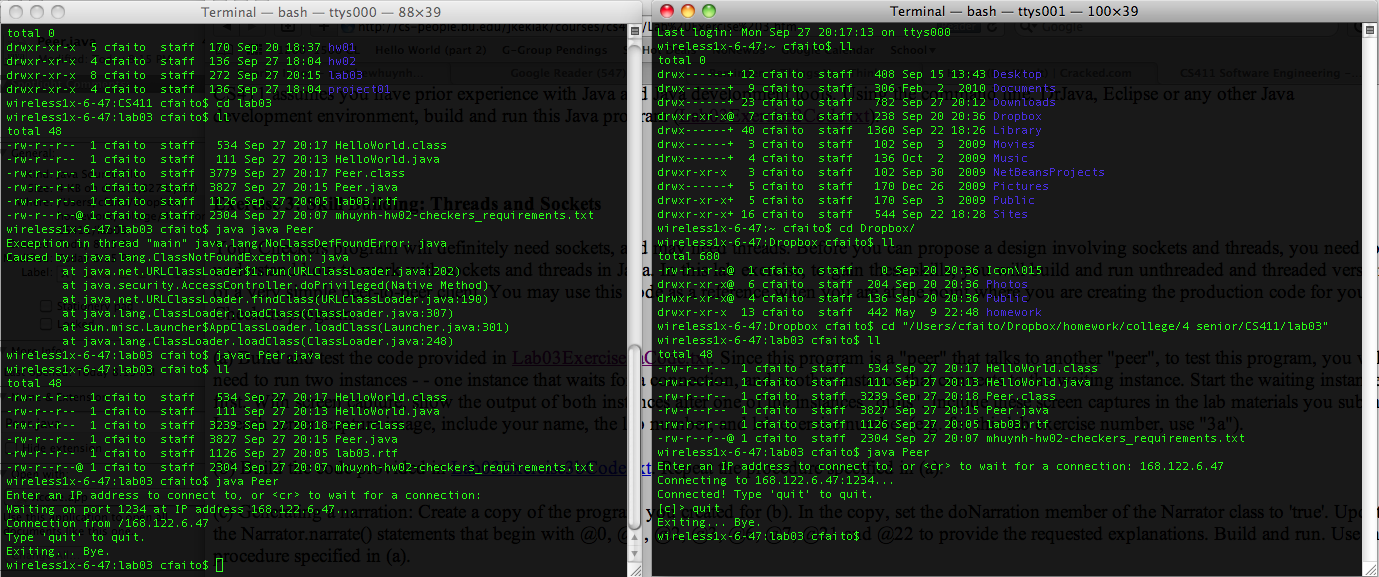 Terminal — bash — ttys000 — 88×39
total 0
drwxr-xr-x  5 cfaito  staff  170 Sep 20 18:37 hw01
drwxr-xr-x  4 cfaito  staff  136 Sep 27 18:04 hw02
drwxr-xr-x  8 cfaito  staff  272 Sep 27 20:15 lab03
drwxr-xr-x  4 cfaito  staff  136 Sep 27 18:04 project01
wireless1x-6-47:CS411 cfaito$ cd lab03
wireless1x-6-47:lab03 cfaito$ ll
total 48
-rw-r--r--  1 cfaito  staff   534 Sep 27 20:17 HelloWorld.class
-rw-r--r--  1 cfaito  staff   111 Sep 27 20:13 HelloWorld.java
-rw-r--r--  1 cfaito  staff  3779 Sep 27 20:17 Peer.class
-rw-r--r--  1 cfaito  staff  3827 Sep 27 20:15 Peer.java
-rw-r--r--  1 cfaito  staff  1126 Sep 27 20:05 lab03.rtf
-rw-r--r--@ 1 cfaito  staff  2304 Sep 27 20:07 mhuynh-hw02-checkers_requirements.txt
wireless1x-6-47:lab03 cfaito$ java java Peer
Exception in thread "main" java.lang.NoClassDefFoundError: java
Caused by: java.lang.ClassNotFoundException: java
at java.net.URLClassLoader$1.run(URLClassLoader.java:202)
at java.security.AccessController.doPrivileged(Native Method)
at java.net.URLClassLoader.findClass(URLClassLoader.java:190)
at java.lang.ClassLoader.loadClass(ClassLoader.java:307)
at sun.misc.Launcher$AppClassLoader.loadClass(Launcher.java:301)
at java.lang.ClassLoader.loadClass(ClassLoader.java:248)
wireless1x-6-47:lab03 cfaito$ javac Peer.java
wireless1x-6-47:lab03 cfaito$ ll
total 48
-rw-r--r--  1 cfaito  staff   534 Sep 27 20:17 HelloWorld.class
-rw-r--r--  1 cfaito  staff   111 Sep 27 20:13 HelloWorld.java
-rw-r--r--  1 cfaito  staff  3239 Sep 27 20:18 Peer.class
-rw-r--r--  1 cfaito  staff  3827 Sep 27 20:15 Peer.java
-rw-r--r--  1 cfaito  staff  1126 Sep 27 20:05 lab03.rtf
-rw-r--r--@ 1 cfaito  staff  2304 Sep 27 20:07 mhuynh-hw02-checkers_requirements.txt
wireless1x-6-47:lab03 cfaito$ java Peer
Enter an IP address to connect to, or <cr> to wait for a connection:
Waiting on port 1234 at IP address 168.122.6.47...
Connection from /168.122.6.47
Type 'quit' to quit.
Exiting... Bye.
wireless1x-6-47:lab03 cfaito$
Terminal — bash — ttys001 — 100×39
Last login: Mon Sep 27 20:17:13 on ttys000
wireless1x-6-47:~ cfaito$ ll
total 0
drwx------+ 12 cfaito  staff   408 Sep 15 13:43 Desktop
drwx------+  9 cfaito  staff   306 Feb  2  2010 Documents
drwx------+ 23 cfaito  staff   782 Sep 27 20:12 Downloads
drwxr-xr-x@  7 cfaito  staff   238 Sep 20 20:36 Dropbox
drwx------+ 40 cfaito  staff  1360 Sep 22 18:26 Library
drwx------+  3 cfaito  staff   102 Sep  3  2009 Movies
drwx------+  4 cfaito  staff   136 Oct  2  2009 Music
drwxr-xr-x   3 cfaito  staff   102 Sep 30  2009 NetBeansProjects
drwx------+  5 cfaito  staff   170 Dec 26  2009 Pictures
drwxr-xr-x+  5 cfaito  staff   170 Sep  3  2009 Public
drwxr-xr-x+ 16 cfaito  staff   544 Sep 22 18:28 Sites
wireless1x-6-47:~ cfaito$ cd Dropbox/
wireless1x-6-47:Dropbox cfaito$ ll
total 680
-rw-r--r--@  1 cfaito  staff    0 Sep 20 20:36 Icon\015
drwxr-xr-x@  6 cfaito  staff  204 Sep 20 20:36 Photos
drwxr-xr-x@  4 cfaito  staff  136 Sep 20 20:36 Public
drwxr-xr-x  13 cfaito  staff  442 May  9 22:48 homework
wireless1x-6-47:Dropbox cfaito$ cd "/Users/cfaito/Dropbox/homework/college/4 senior/CS411/lab03"
wireless1x-6-47:lab03 cfaito$ ll
total 48
-rw-r--r--  1 cfaito  staff   534 Sep 27 20:17 HelloWorld.class
-rw-r--r--  1 cfaito  staff   111 Sep 27 20:13 HelloWorld.java
-rw-r--r--  1 cfaito  staff  3239 Sep 27 20:18 Peer.class
-rw-r--r--  1 cfaito  staff  3827 Sep 27 20:15 Peer.java
-rw-r--r--  1 cfaito  staff  1126 Sep 27 20:05 lab03.rtf
-rw-r--r--@ 1 cfaito  staff  2304 Sep 27 20:07 mhuynh-hw02-checkers_requirements.txt
wireless1x-6-47:lab03 cfaito$ java Peer
Enter an IP address to connect to, or <cr> to wait for a connection: 168.122.6.47
Connecting to 168.122.6.47:1234...
Connected! Type 'quit' to quit.
[c]> quit
Exiting... Bye.
wireless1x-6-47:lab03 cfaito$